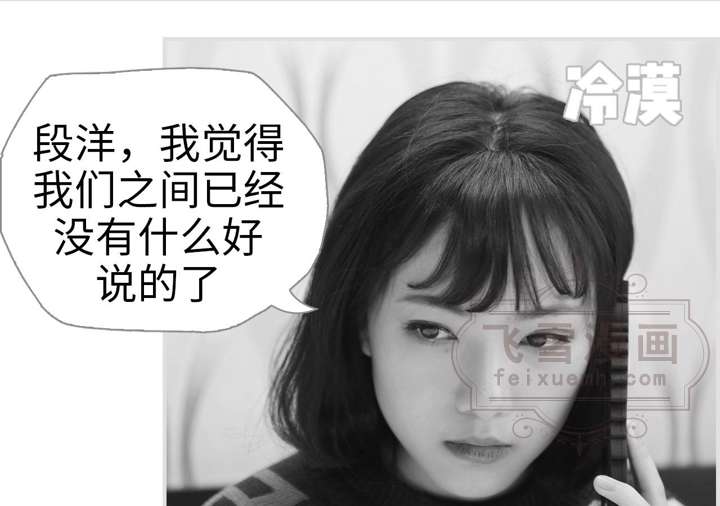 冷漠
段洋，我觉得
我们之间已经
没有什么好
说的了
飞雪漫画
feixuemh.com